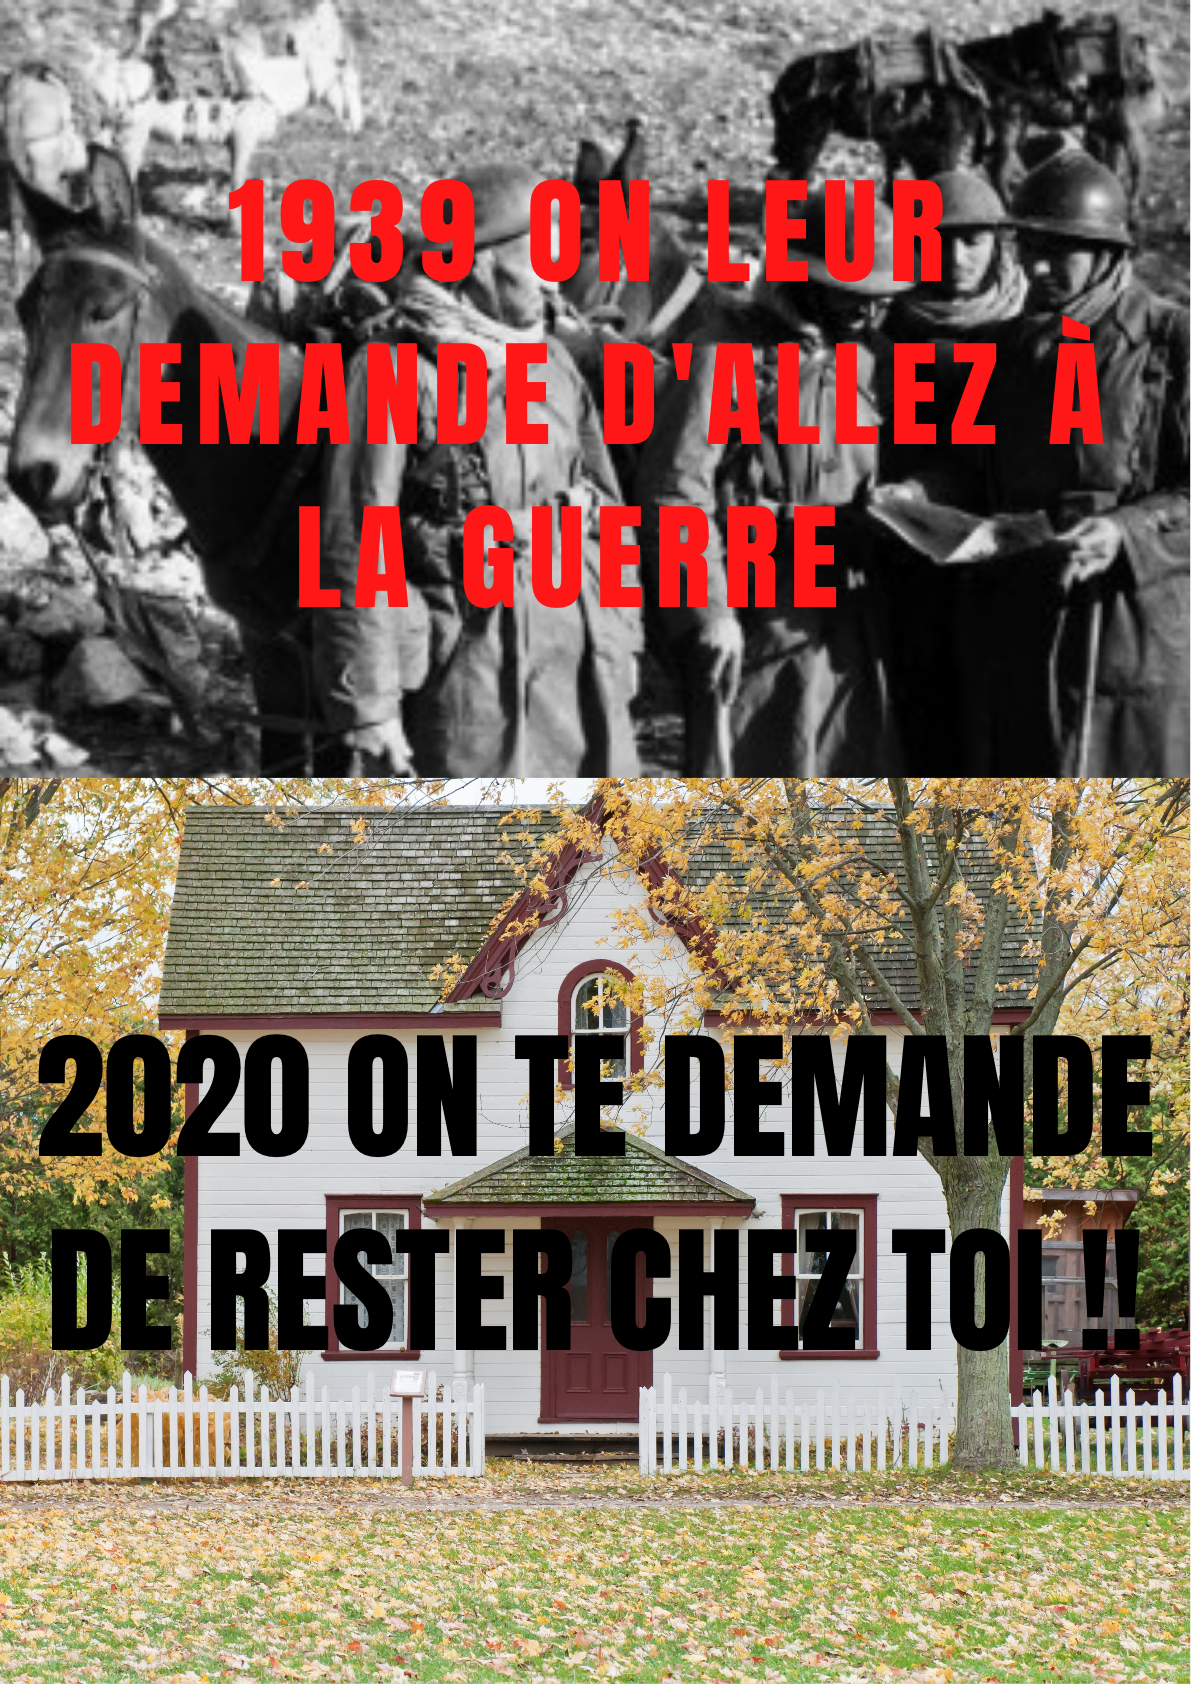 1939 ON LEUR
DEMANDE D'ALLEZ À
LA GUERRE
2020 ON TE DEMANDE
DE RESTER CHEZ TOI !!